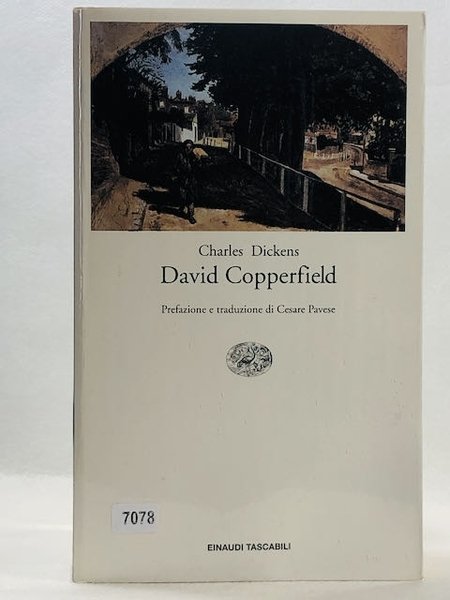 Charles Dickens
David Copperfield
Prefazione e traduzione di Cesare Pavese
7078
EINAUDI TASCABILI